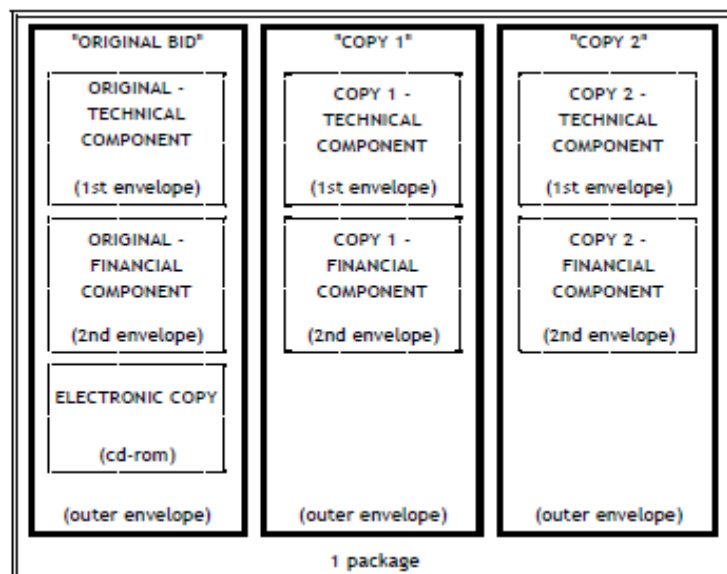 "ORIGINAL BID"
ORIGINAL -
TECHNICAL
COMPONENT
(1st envelope)
ORIGINAL -
FINANCIAL
COMPONENT
(2nd envelope)
ELECTRONIC COPY
(cd-rom)
(outer envelope)
"COPY 1"
COPY 1 -
TECHNICAL
COMPONENT
(1st envelope)
COPY 1 -
FINANCIAL
COMPONENT
(2nd envelope)
(outer envelope)
"COPY 2"
COPY 2 -
TECHNICAL
COMPONENT
(1st envelope)
COPY 2 -
FINANCIAL
COMPONENT
(2nd envelope)
(outer envelope)
1 package